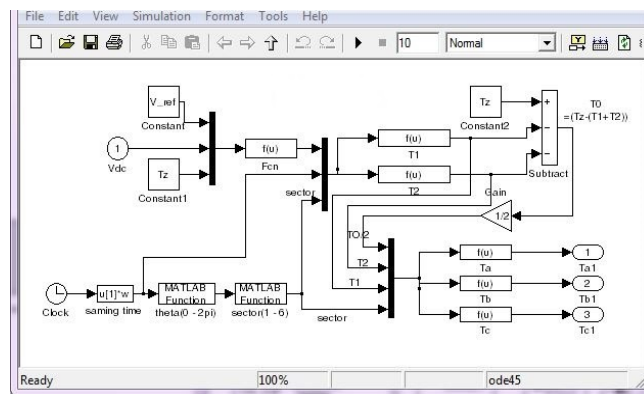 File Edit View Simulation Format Tools Help
10 Normal
V_ref
Constant
1
Vdc
Tz
Constant1
f(u)
Fcn
sector
f(u)
T1
f(u)
T2
Tz
Constant2
T0
=(Tz-(T1+T2))
Subtract
Gain
1/2
TO/2
T2
T1
sector
f(u)
Ta
1
Ta1
f(u)
Tb
2
Tb1
f(u)
Tc
3
Tc1
Clock
u[1]*w
saming time
MATLAB
Function
theta(0 - 2pi)
MATLAB
Function
sector(1 - 6)
Ready 100% ode45